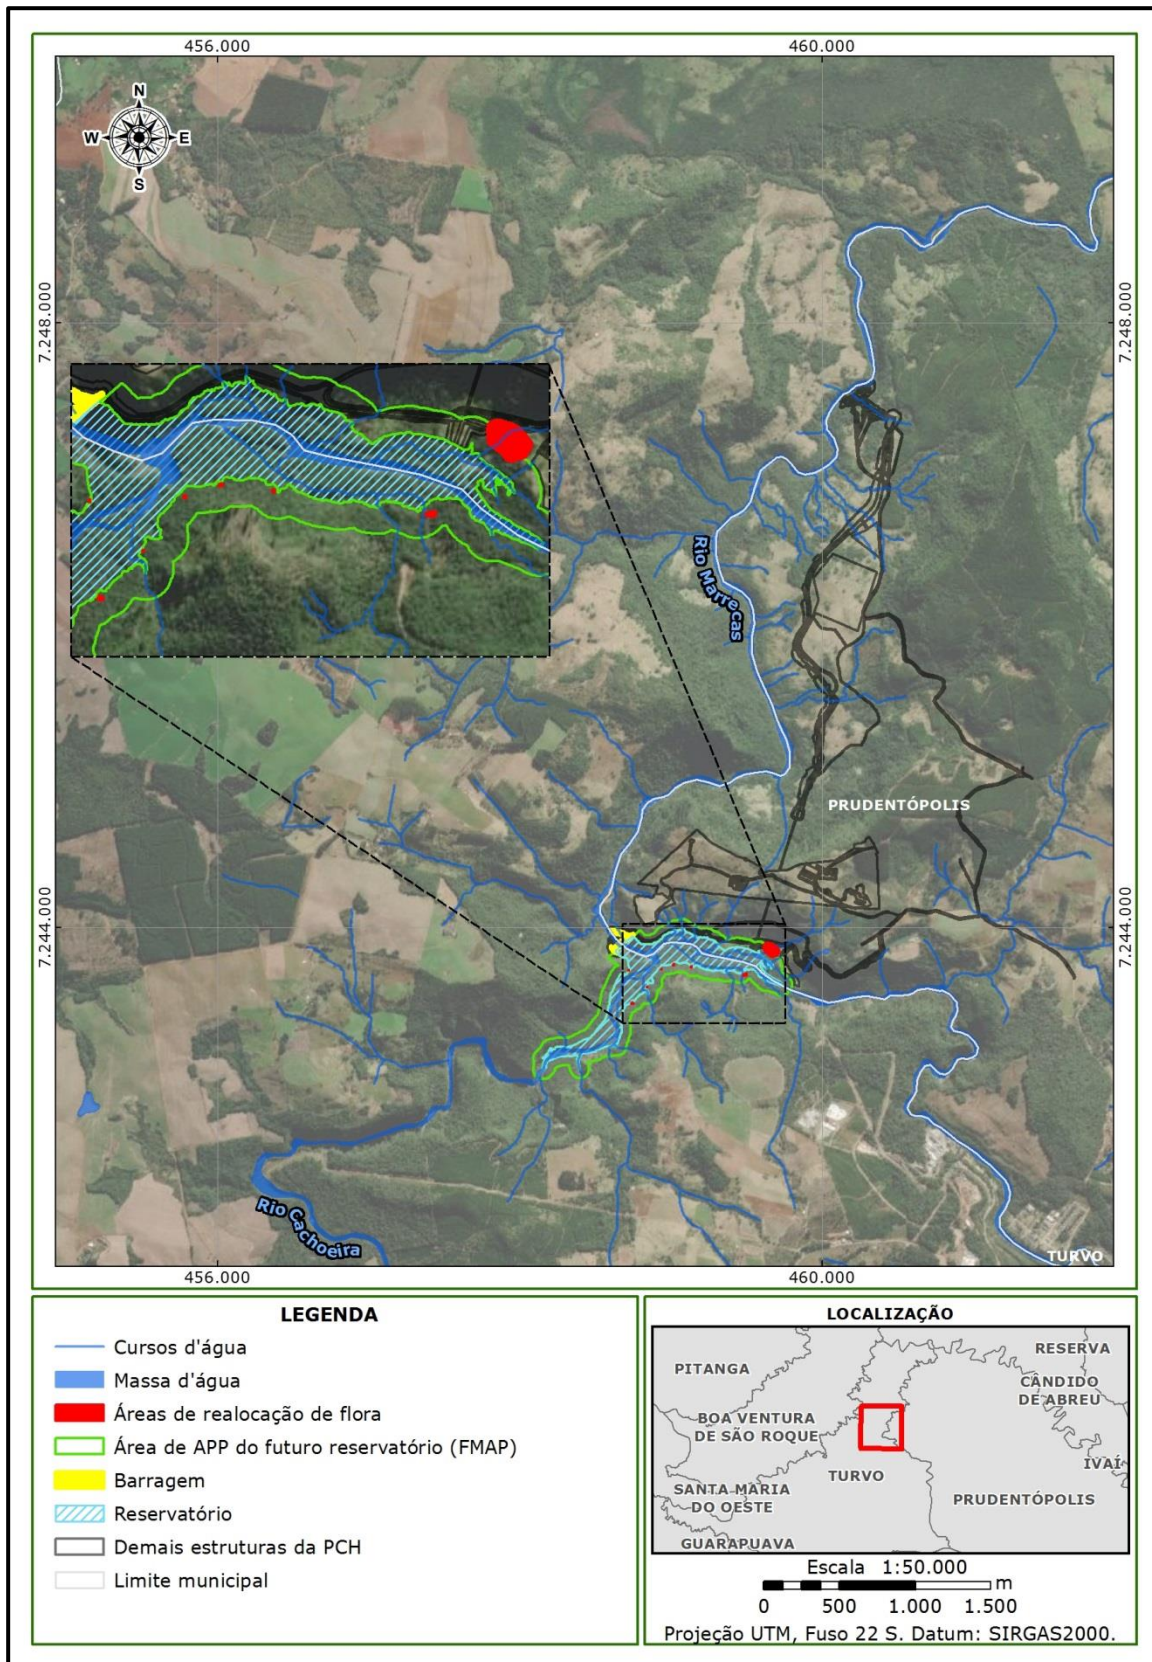 456.000
460.000
N
W
E
S
7.248.000
7.248.000
Rio Marrecas
PRUDENTÓPOLIS
7.244.000
7.244.000
Rio Cachoeira
TURVO
456.000
460.000
LEGENDA
Cursos d'água
Massa d'água
Áreas de realocação de flora
Área de APP do futuro reservatório (FMAP)
Barragem
Reservatório
Demais estruturas da PCH
Limite municipal
LOCALIZAÇÃO
RESERVA
PITANGA
CÂNDIDO
DE ABREU
BOA VENTURA
DE SÃO ROQUE
IVAÍ
TURVO
SANTA MARIA
DO OESTE
PRUDENTÓPOLIS
GUARAPUAVA
Escala 1:50.000
m
0 500 1.000 1.500
Projeção UTM, Fuso 22 S. Datum: SIRGAS2000.